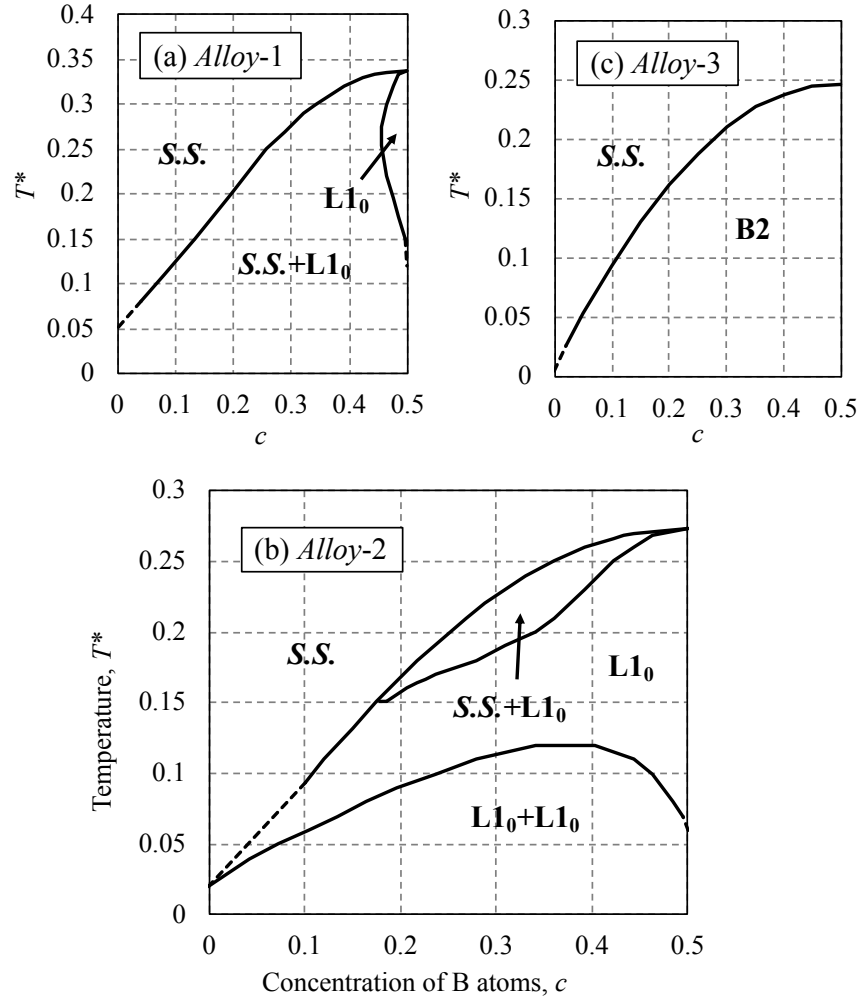 (a) Alloy-1
0.4
0.35
0.3
0.25
0.2
0.15
0.1
0.05
0
T*
S.S.
L1₀
S.S.+L1₀
0 0.1 0.2 0.3 0.4 0.5
c
(c) Alloy-3
0.3
0.25
0.2
0.15
0.1
0.05
0
T*
S.S.
B2
0 0.1 0.2 0.3 0.4 0.5
c
(b) Alloy-2
0.3
0.25
0.2
0.15
0.1
0.05
0
Temperature, T*
S.S.
L1₀
S.S.+L1₀
L1₀+L1₀
0 0.1 0.2 0.3 0.4 0.5
Concentration of B atoms, c